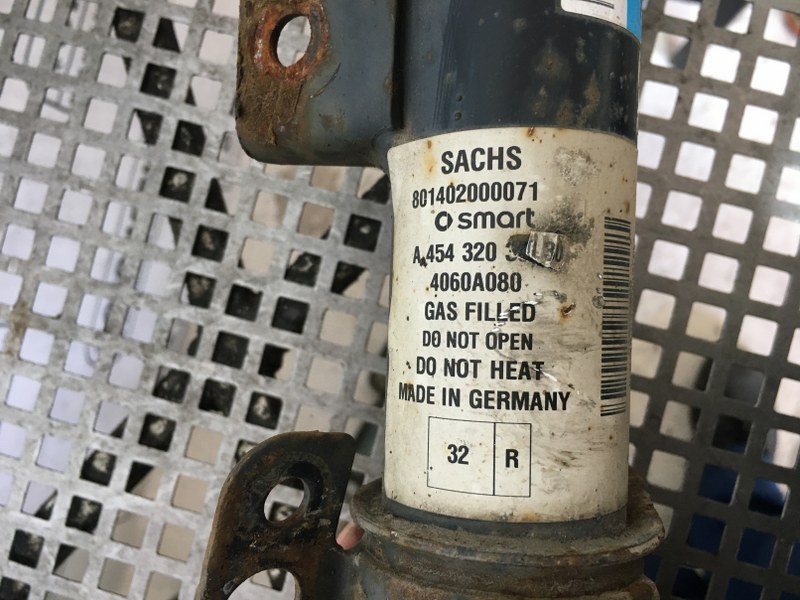 SACHS
801402000071
smart
A 454 320
4060A080
GAS FILLED
DO NOT OPEN
DO NOT HEAT
MADE IN GERMANY
32 R